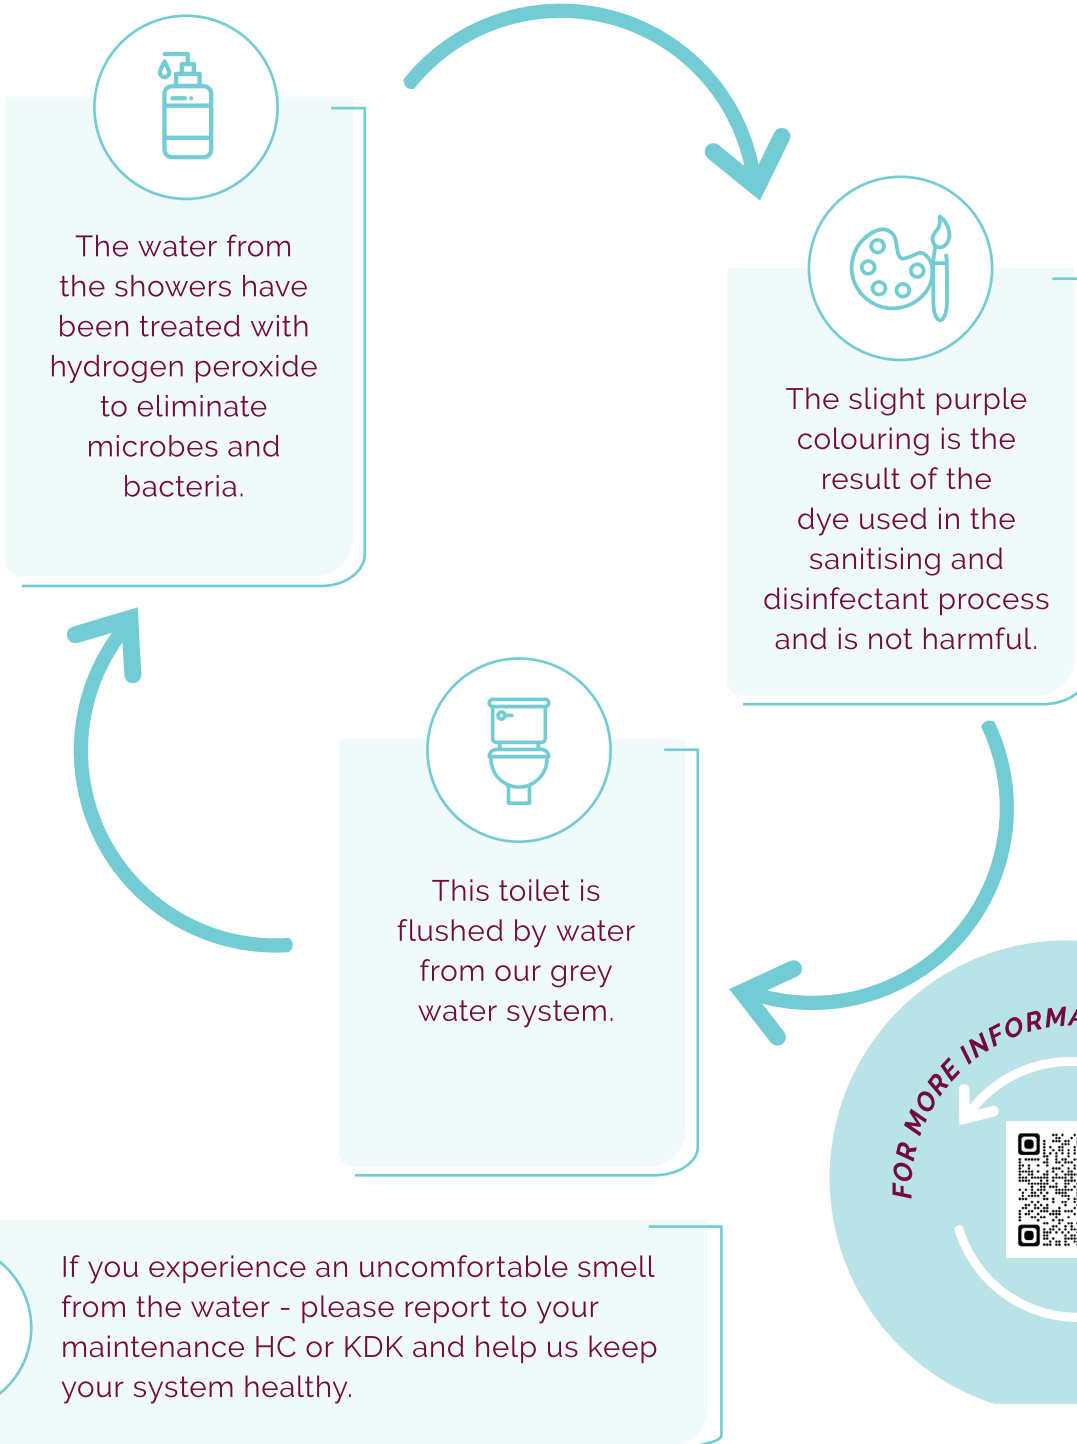 The water from
the showers have
been treated with
hydrogen peroxide
to eliminate
microbes and
bacteria.
The slight purple
colouring is the
result of the
dye used in the
sanitising and
disinfectant process
and is not harmful.
This toilet is
flushed by water
from our grey
water system.
FOR MORE
If you experience an uncomfortable smell
from the water - please report to your
maintenance HC or KDK and help us keep
your system healthy.